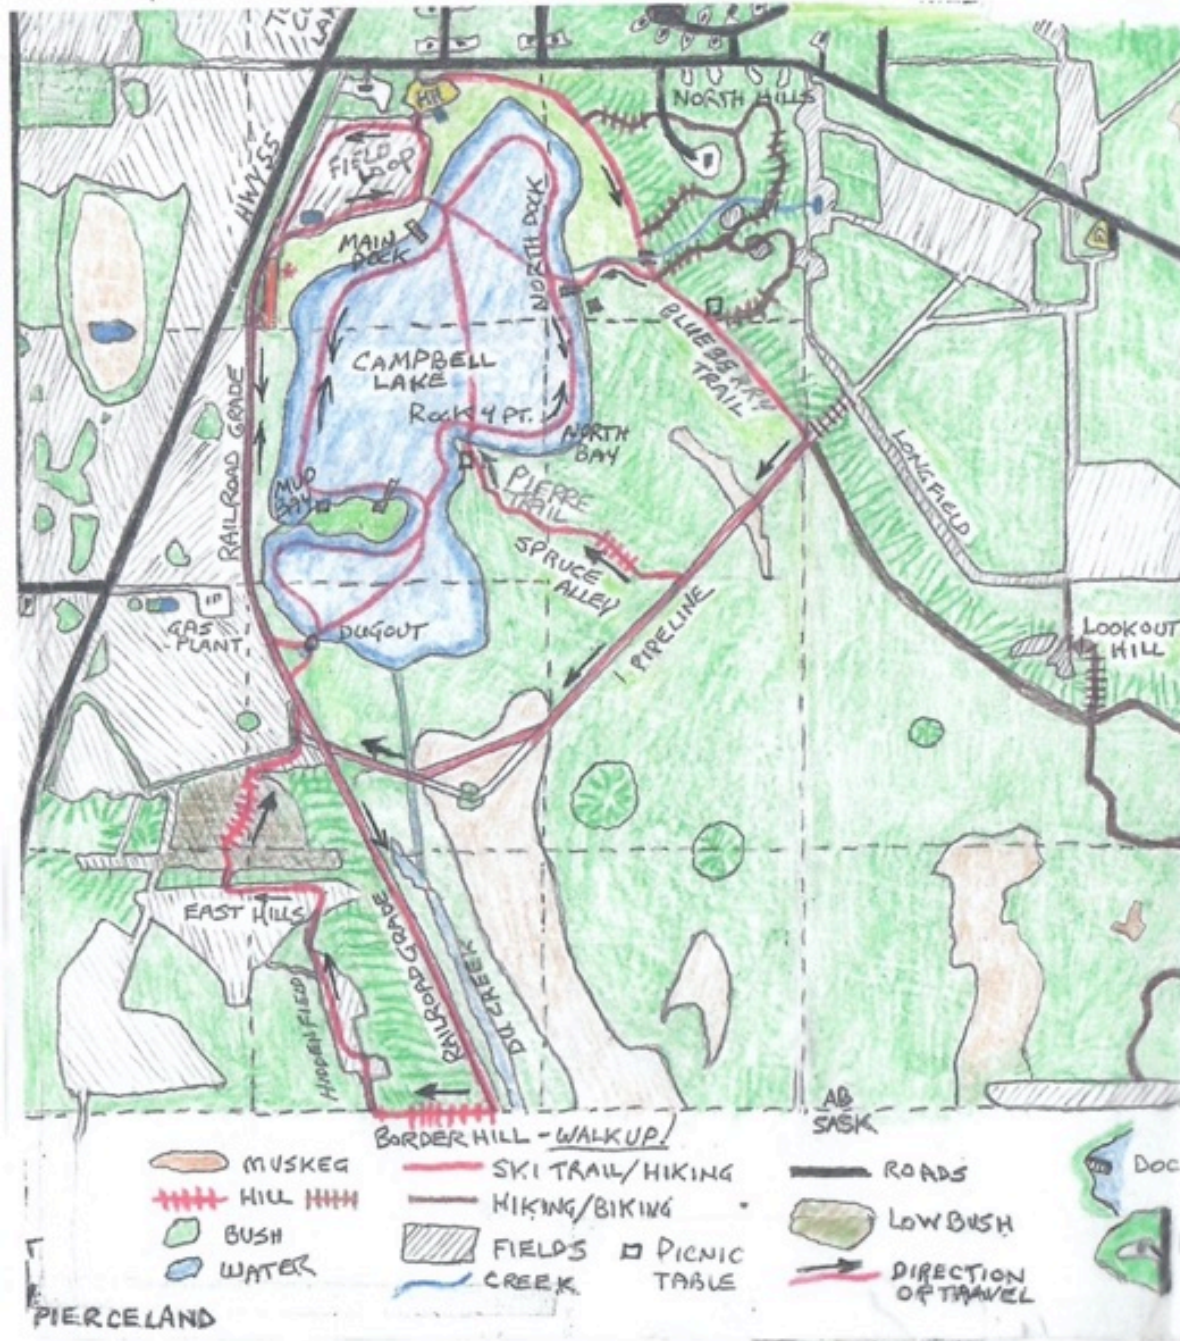 NORTH HILLS
HWY 55
FIELD
LOOP
MAIN
DOCK
NORTH DOCK
CAMPBELL
LAKE
BLUEBERRY
TRAIL
RAILROAD GRADE
ROCKY PT.
NORTH
BAY
MUD
BAY
PIERRE
TRAIL
SPRUCE
ALLEY
LONGFIELD
GAS
PLANT
DUGOUT
PIPELINE
LOOKOUT
HILL
EAST HILLS
HIDDEN FIELD
RAILROAD GRADE
CREEK
AB
SASK
BORDER HILL - WALK UP!
MUSKEG
SKI TRAIL/HIKING
ROADS
DOC
HILL
HIKING/BIKING
LOW BUSH
BUSH
FIELDS
PICNIC
TABLE
WATER
CREEK
DIRECTION
OF TRAVEL
PIERCELAND